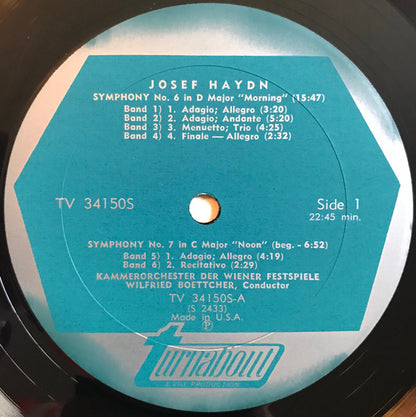 JOSEF HAYDN
SYMPHONY No. 6 in D Major "Morning" (15:47)
Band 1) 1. Adagio; Allegro (3:20)
Band 2) 2. Adagio; Andante (5:20)
Band 3) 3. Menuetto; Trio (4:25)
Band 4) 4. Finale — Allegro (2:32)
TV 34150S
Side 1
22:45 min.
SYMPHONY No. 7 in C Major "Noon" (beg. - 6:52)
Band 5) 1. Adagio; Allegro (4:19)
Band 6) 2. Recitativo (2:29)
KAMMERORCHESTER DER WIENER FESTSPIELE
WILFRIED BOETTCHER, Conductor
TV 34150S-A
(S 2433)
Ⓟ
Made in U.S.A.
turnabout
A VOX PRODUCTION